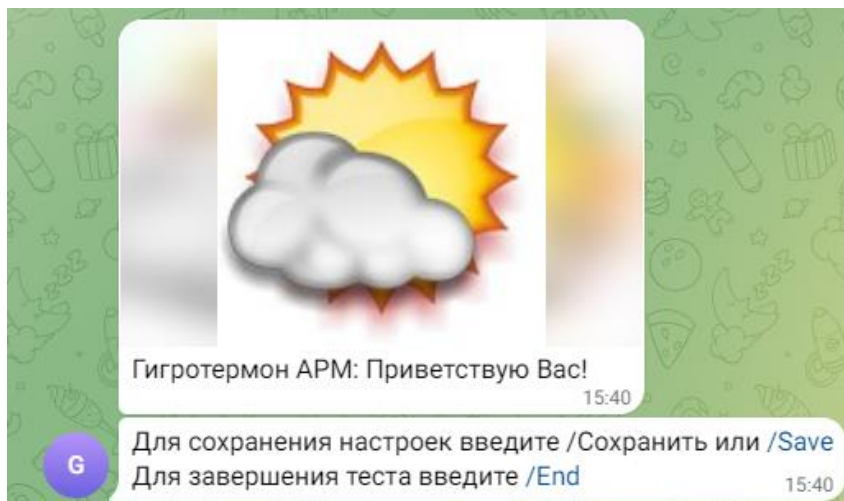 Гигротермон АРМ: Приветствую Вас!
15:40
Для сохранения настроек введите /Сохранить или /Save
G
Для завершения теста введите /End
15:40